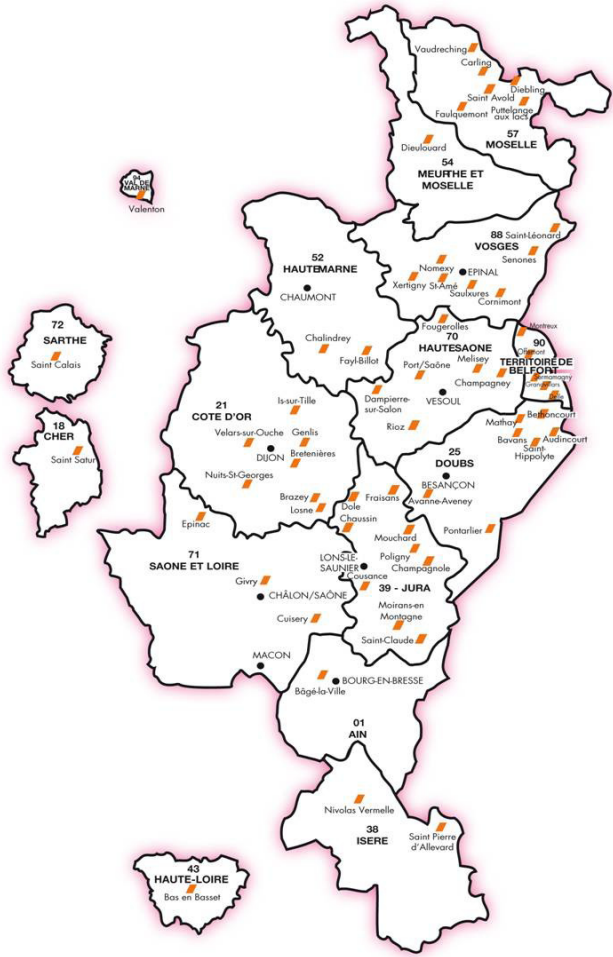 Vaudreching
Carling
Diebling
Saint Avold
Puttelange
aux lacs
Faulquemont
57
MOSELLE
Dieulouard
54
MEURTHE ET
MOSELLE
94
VAL DE
MARNE
Valenton
88
VOSGES
Saint-Léonard
Senones
Nomexy
EPINAL
Xertigny
St-Amé
Saulxures
Cornimont
52
HAUTEMARNE
CHAUMONT
Chalindrey
Fayl-Billot
72
SARTHE
Saint Calais
Fougerolles
70
HAUTESAONE
Port/Saône
Melisey
Champagney
VESOUL
Dampierre-
sur-Salon
Rioz
Montreux
90
Offemont
TERRITOIRE DE
BELFORT
Delle
21
COTE D'OR
Is-sur-Tille
Velars-sur-Ouche
Genlis
DIJON
Bretenières
Nuits-St-Georges
Brazey
Losne
18
CHER
Saint Satur
Mathay
Bethoncourt
Bavans
Audincourt
Saint-
Hippolyte
25
DOUBS
BESANÇON
Avanne-Aveney
Pontarlier
Epinac
71
SAONE ET LOIRE
Givry
CHÂLON/SAÔNE
Cuisery
MACON
Dole
Fraisans
Chaussin
Mouchard
LONS-LE-
SAUNIER
Poligny
Champagnole
Cousance
39 - JURA
Moirans-en
Montagne
Saint-Claude
BOURG-EN-BRESSE
Bâgé-la-Ville
01
AIN
Nivolas Vermelle
38
ISERE
Saint Pierre
d'Allevard
43
HAUTE-LOIRE
Bas en Basset